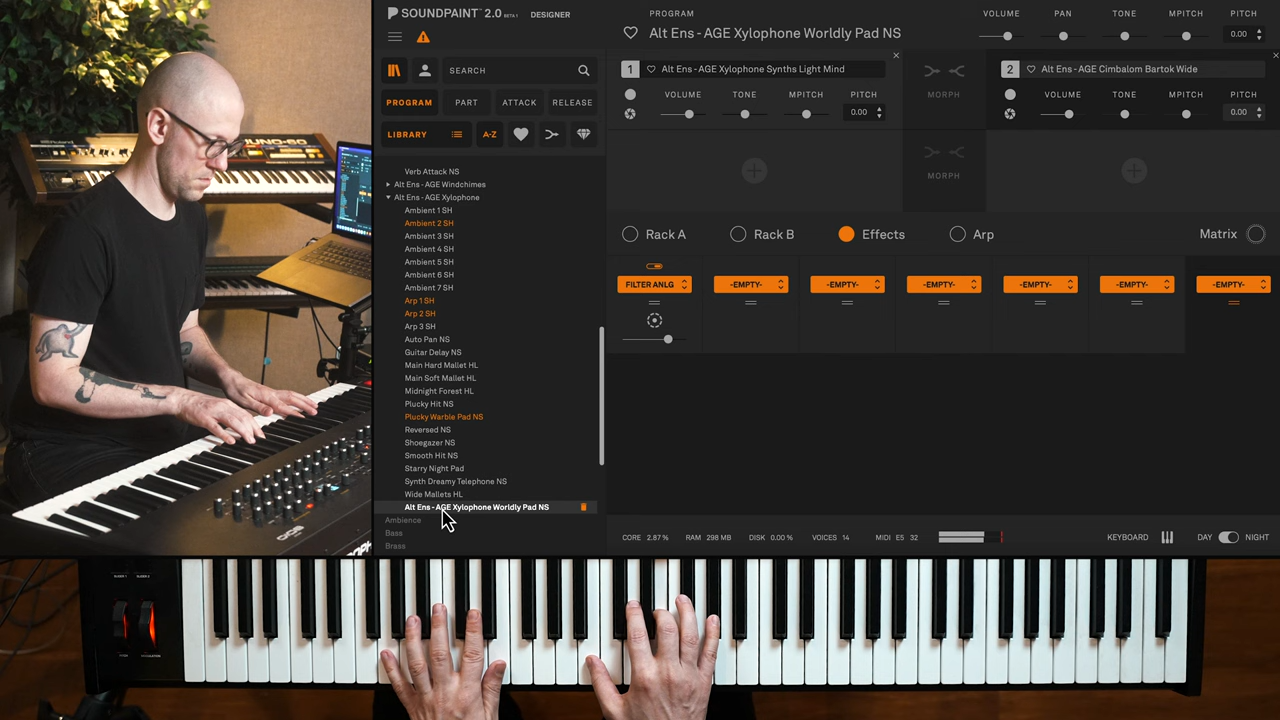 SOUNDPAINT™ 2.0 BETA 1 DESIGNER
PROGRAM
Alt Ens - AGE Xylophone Worldly Pad NS
VOLUME PAN TONE MPITCH PITCH
0.00
SEARCH
PROGRAM PART ATTACK RELEASE
LIBRARY A-Z
Verb Attack NS
Alt Ens - AGE Windchimes
Alt Ens - AGE Xylophone
Ambient 1 SH
Ambient 2 SH
Ambient 3 SH
Ambient 4 SH
Ambient 5 SH
Ambient 6 SH
Ambient 7 SH
Arp 1 SH
Arp 2 SH
Arp 3 SH
Auto Pan NS
Guitar Delay NS
Main Hard Mallet HL
Main Soft Mallet HL
Midnight Forest HL
Plucky Hit NS
Plucky Warble Pad NS
Reversed NS
Shoegazer NS
Smooth Hit NS
Starry Night Pad
Synth Dreamy Telephone NS
Wide Mallets HL
Alt Ens - AGE Xylophone Worldly Pad NS
Ambience
Bass
Brass
1 Alt Ens - AGE Xylophone Synths Light Mind
VOLUME TONE MPITCH PITCH
0.00
MORPH
MORPH
2 Alt Ens - AGE Cimbalom Bartok Wide
VOLUME TONE MPITCH PITCH
0.00
Rack A Rack B Effects Arp Matrix
FILTER ANLG -EMPTY- -EMPTY- -EMPTY- -EMPTY- -EMPTY- -EMPTY-
CORE 2.87 % RAM 298 MB DISK 0.00 % VOICES 14 MIDI E5 32 KEYBOARD DAY NIGHT